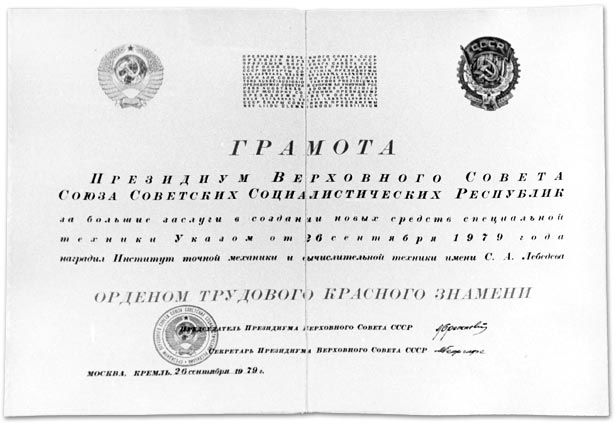 СССР
ГРАМОТА
ПРЕЗИДИУМ ВЕРХОВНОГО СОВЕТА
СОЮЗА СОВЕТСКИХ СОЦИАЛИСТИЧЕСКИХ РЕСПУБЛИК
за большие заслуги в создании новых средств специальной
техники Указом от 26 сентября 1979 года
наградил Институт точной механики и вычислительной техники имени С. А. Лебедева
ОРДЕНОМ ТРУДОВОГО КРАСНОГО ЗНАМЕНИ
ПРЕДСЕДАТЕЛЬ ПРЕЗИДИУМА ВЕРХОВНОГО СОВЕТА СССР
СЕКРЕТАРЬ ПРЕЗИДИУМА ВЕРХОВНОГО СОВЕТА СССР
МОСКВА. КРЕМЛЬ. 26 сентября 1979 г.